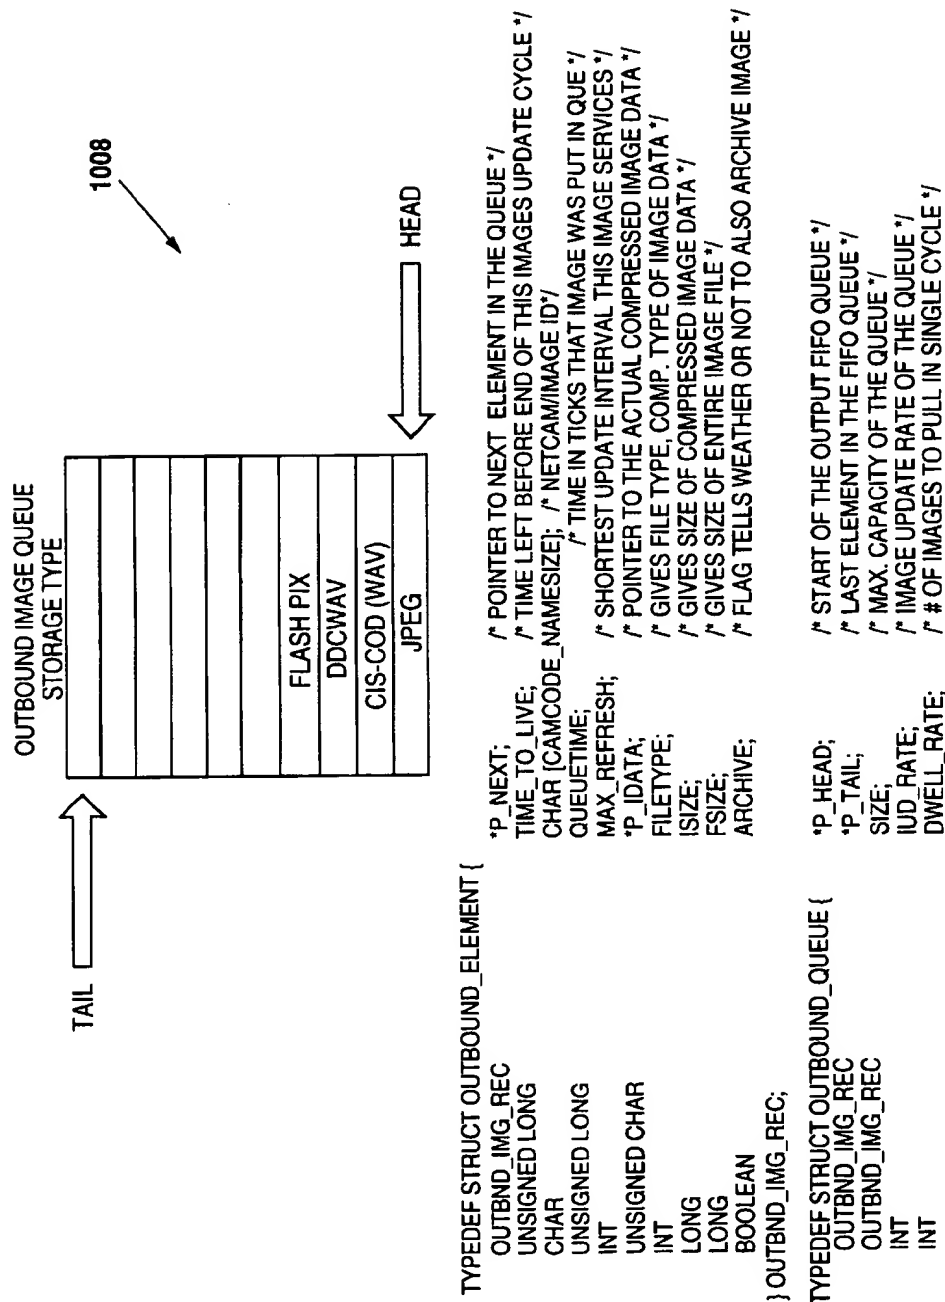 OUTBOUND IMAGE QUEUE
STORAGE TYPE
1008
TAIL
FLASH PIX
DDCWAV
CIS-COD (WAV)
JPEG
HEAD
TYPEDEF STRUCT OUTBOUND_ELEMENT {
OUTBND_IMG_REC *P_NEXT; /* POINTER TO NEXT ELEMENT IN THE QUEUE */
UNSIGNED LONG TIME_TO_LIVE; /* TIME LEFT BEFORE END OF THIS IMAGES UPDATE CYCLE */
CHAR CHAR [CAMCODE_NAMESIZE]; /* NETCAM/IMAGE ID*/
UNSIGNED LONG QUEUETIME; /* TIME IN TICKS THAT IMAGE WAS PUT IN QUE */
INT MAX_REFRESH; /* SHORTEST UPDATE INTERVAL THIS IMAGE SERVICES */
UNSIGNED CHAR *P_IDATA; /* POINTER TO THE ACTUAL COMPRESSED IMAGE DATA */
INT FILETYPE; /* GIVES FILE TYPE, COMP. TYPE OF IMAGE DATA */
LONG ISIZE; /* GIVES SIZE OF COMPRESSED IMAGE DATA */
LONG FSIZE; /* GIVES SIZE OF ENTIRE IMAGE FILE */
BOOLEAN ARCHIVE; /* FLAG TELLS WEATHER OR NOT TO ALSO ARCHIVE IMAGE */
} OUTBND_IMG_REC;
TYPEDEF STRUCT OUTBOUND_QUEUE { *P_HEAD; /* START OF THE OUTPUT FIFO QUEUE */
OUTBND_IMG_REC *P_TAIL; /* LAST ELEMENT IN THE FIFO QUEUE */
OUTBND_IMG_REC SIZE; /* MAX. CAPACITY OF THE QUEUE */
INT IUD_RATE; /* IMAGE UPDATE RATE OF THE QUEUE */
INT DWELL_RATE; /* # OF IMAGES TO PULL IN SINGLE CYCLE */